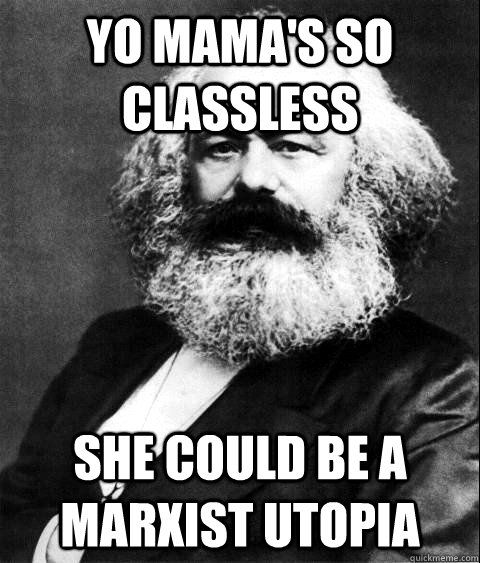 YO MAMA'S SO
CLASSLESS
SHE COULD BE A
MARXIST UTOPIA
quickmeme.com